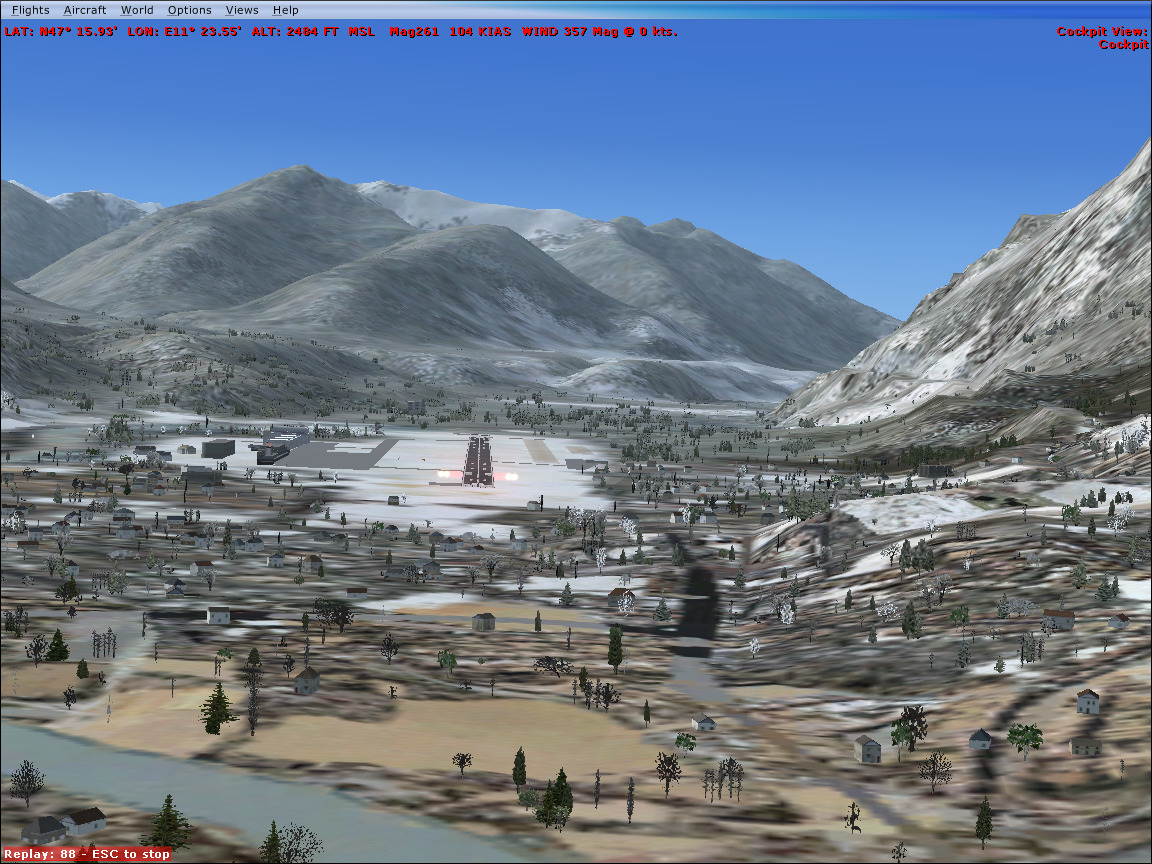 Flights Aircraft World Options Views Help
LAT: N47° 15.93' LON: E11° 23.55' ALT: 2484 FT MSL Mag261 104 KIAS WIND 357 Mag @ 0 kts.
Cockpit View:
Cockpit
Replay: 88 - ESC to stop